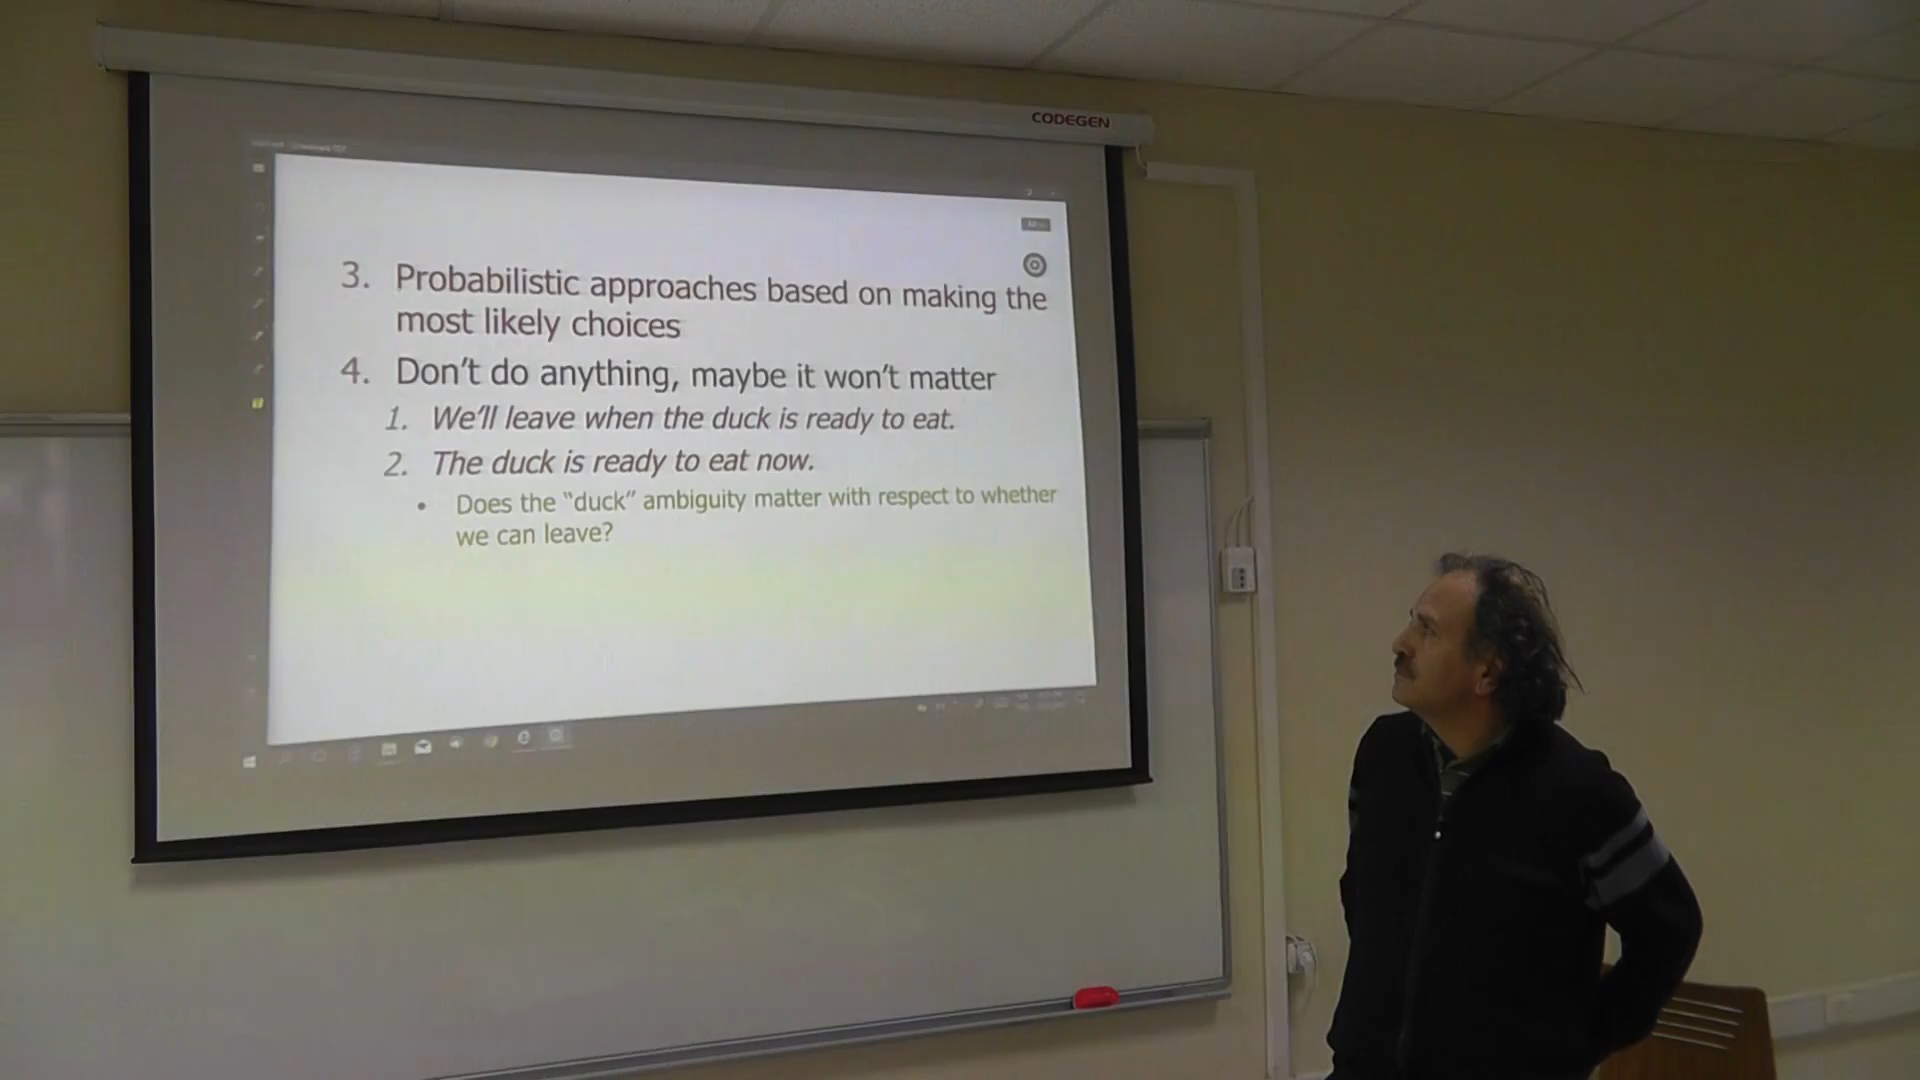 CODEGEN
3. Probabilistic approaches based on making the
most likely choices
4. Don't do anything, maybe it won't matter
1. We'll leave when the duck is ready to eat.
2. The duck is ready to eat now.
• Does the "duck" ambiguity matter with respect to whether
we can leave?